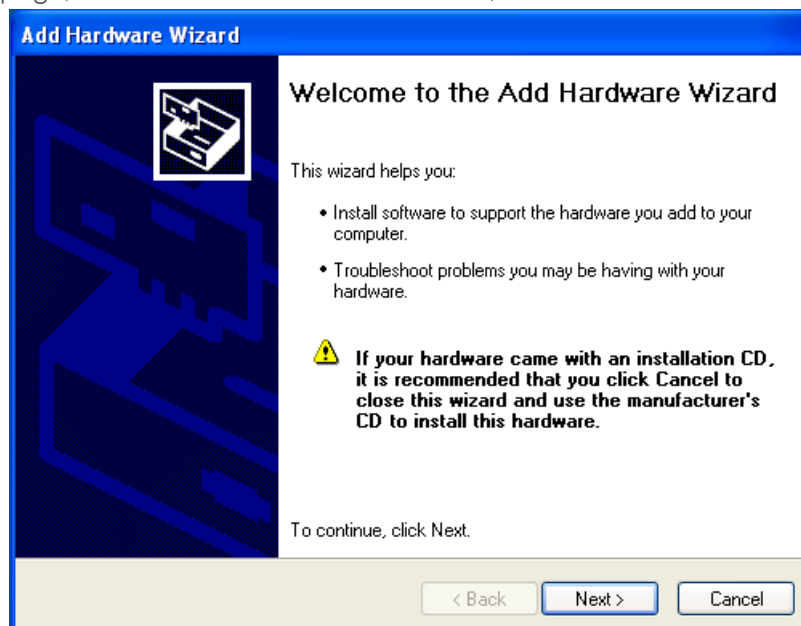 Add Hardware Wizard
Welcome to the Add Hardware Wizard
This wizard helps you:
• Install software to support the hardware you add to your
computer.
• Troubleshoot problems you may be having with your
hardware.
If your hardware came with an installation CD,
it is recommended that you click Cancel to
close this wizard and use the manufacturer's
CD to install this hardware.
To continue, click Next.
< Back Next > Cancel